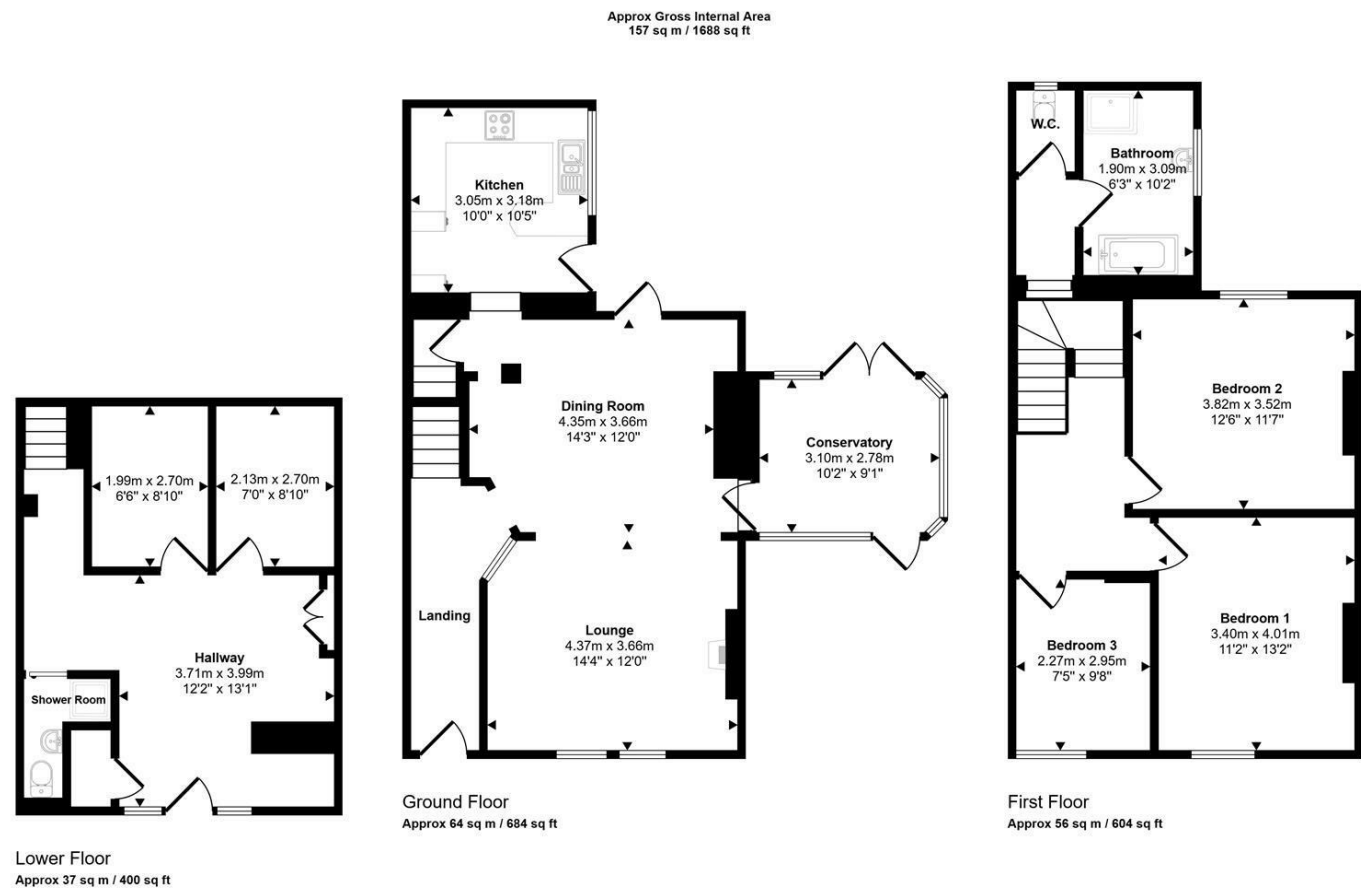 Approx Gross Internal Area
157 sq m / 1688 sq ft
1.99m x 2.70m
6'6" x 8'10"
2.13m x 2.70m
7'0" x 8'10"
Hallway
3.71m x 3.99m
12'2" x 13'1"
Shower Room
Lower Floor
Approx 37 sq m / 400 sq ft
Kitchen
3.05m x 3.18m
10'0" x 10'5"
Dining Room
4.35m x 3.66m
14'3" x 12'0"
Conservatory
3.10m x 2.78m
10'2" x 9'1"
Landing
Lounge
4.37m x 3.66m
14'4" x 12'0"
Ground Floor
Approx 64 sq m / 684 sq ft
W.C.
Bathroom
1.90m x 3.09m
6'3" x 10'2"
Bedroom 2
3.82m x 3.52m
12'6" x 11'7"
Bedroom 1
3.40m x 4.01m
11'2" x 13'2"
Bedroom 3
2.27m x 2.95m
7'5" x 9'8"
First Floor
Approx 56 sq m / 604 sq ft